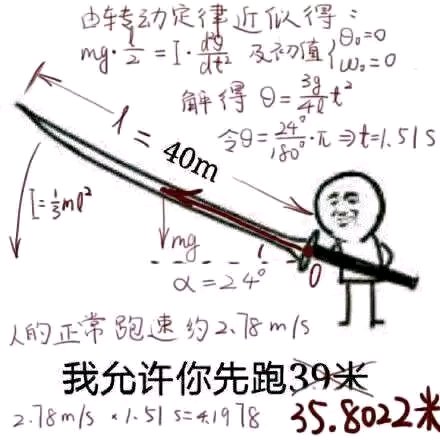 由转动定律近似得：
mg·l/2=I·d²θ/dt² 及初值{θ₀=0
ω₀=0
解得 θ=3g/4l t²
令θ=24°/180°·π⇒t=1.51s
l=40m
I=1/3ml²
mg
α=24°
O
人的正常跑速约2.78m/s
我允许你先跑39米
2.78m/s×1.51s=4.1978
35.8022米